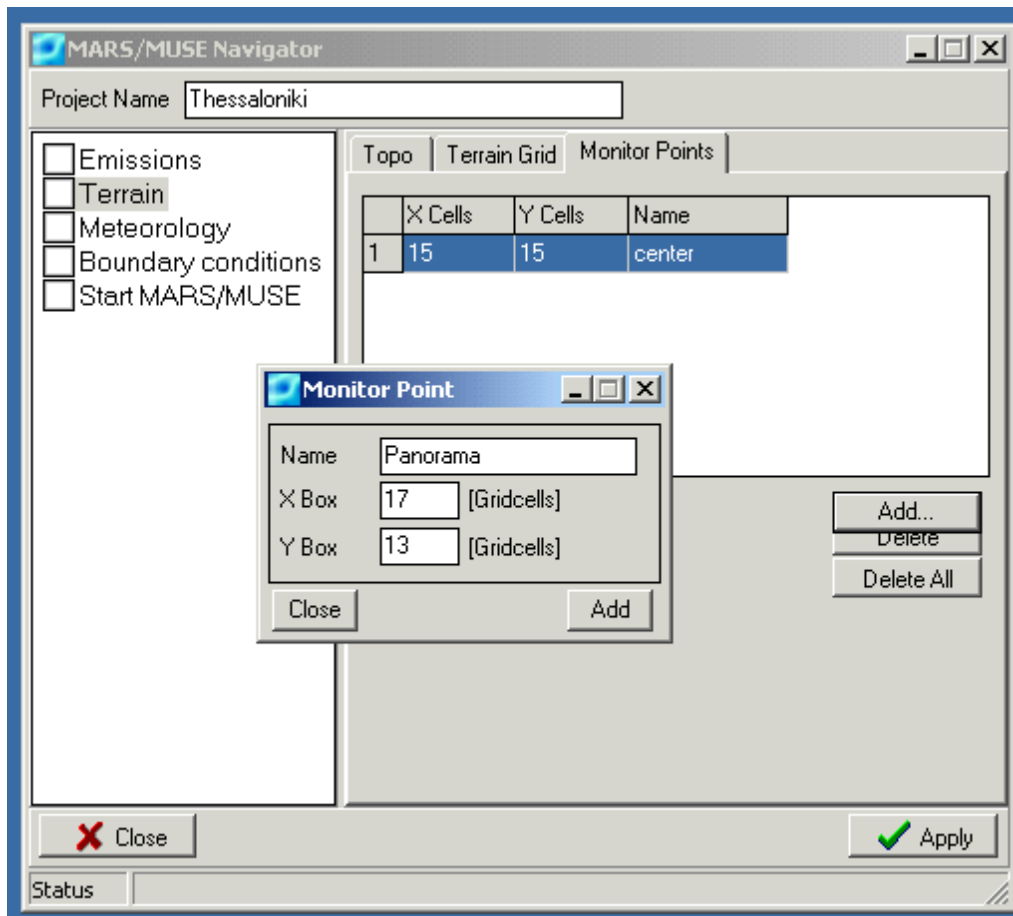 MARS/MUSE Navigator
Project Name Thessaloniki
Emissions
Terrain
Meteorology
Boundary conditions
Start MARS/MUSE
Topo Terrain Grid Monitor Points
X Cells Y Cells Name
1 15 15 center
Monitor Point
Name Panorama
X Box 17 [Gridcells]
Y Box 13 [Gridcells]
Close Add
Add...
Delete
Delete All
Close Apply
Status